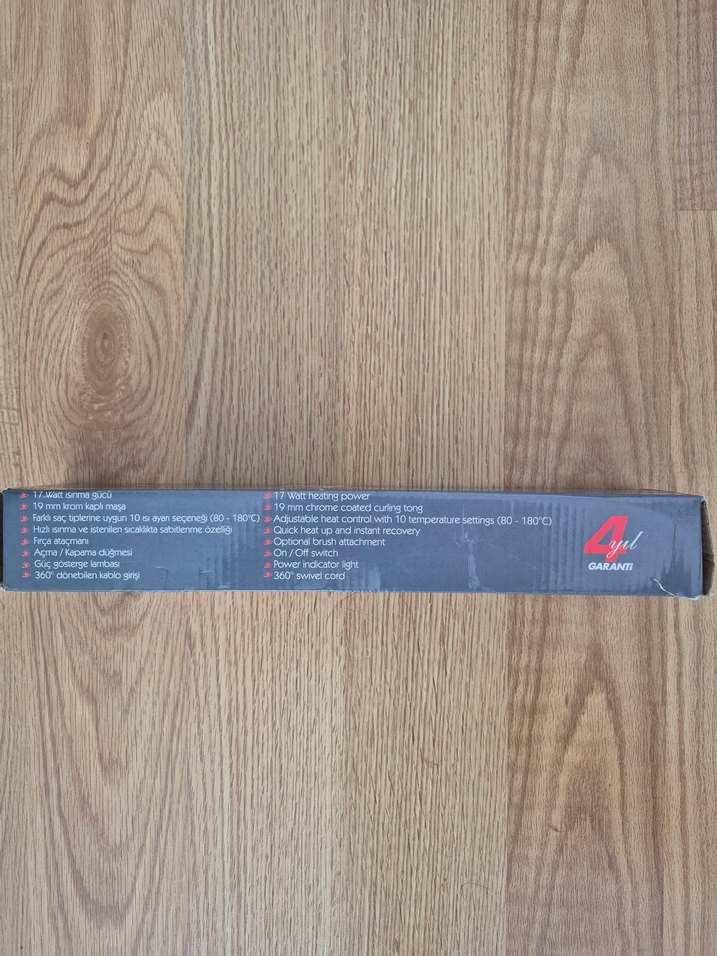 17 Watt ısınma gücü
19 mm krom kaplı maşa
Farklı saç tiplerine uygun 10 ısı ayarı seçeneği (80 - 180°C)
Hızlı ısınma ve istenilen sıcaklıkta sabitlenme özelliği
Fırça ataçmanı
Açma / Kapama düğmesi
Güç gösterge lambası
360° dönebilen kablo girişi
17 Watt heating power
19 mm chrome coated curling tong
Adjustable heat control with 10 temperature settings (80 - 180°C)
Quick heat up and instant recovery
Optional brush attachment
On / Off switch
Power indicator light
360° swivel cord
4 yıl
GARANTi